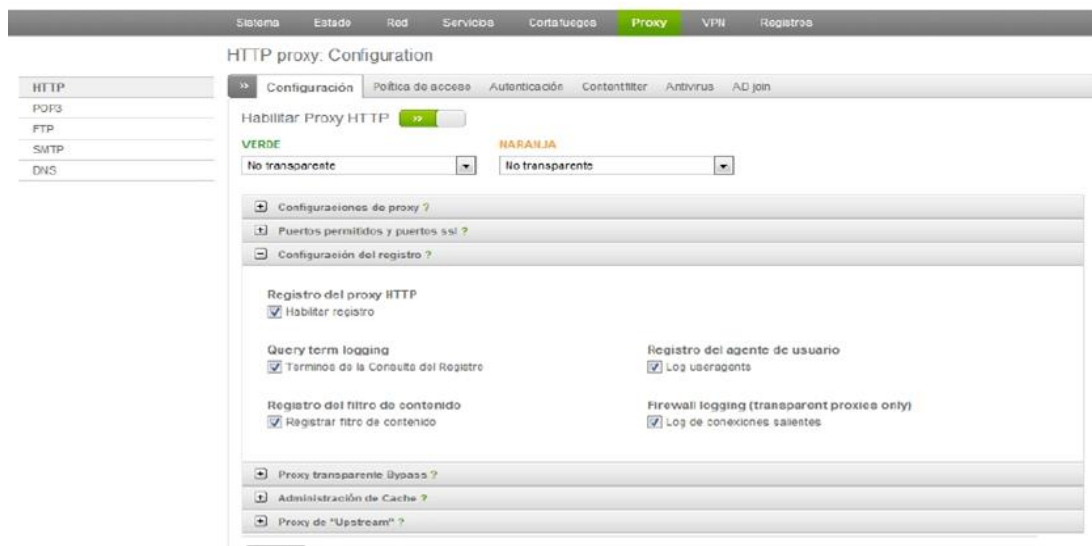 Sistema Estado Red Servicios Cortafuegos Proxy VPN Registros
HTTP proxy: Configuration
HTTP
POP3
FTP
SMTP
DNS
» Configuración Política de acceso Autenticación Contentfilter Antivirus AD join
Habilitar Proxy HTTP »
VERDE NARANJA
No transparente No transparente
Configuraciones de proxy ?
Puertos permitidos y puertos ssl ?
Configuración del registro ?
Registro del proxy HTTP
Habilitar registro
Query term logging Registro del agente de usuario
Terminos de la Consulta del Registro Log useragents
Registro del filtro de contenido Firewall logging (transparent proxies only)
Registrar fitro de contenido Log de conexiones salientes
Proxy transparente Bypass ?
Administración de Cache ?
Proxy de "Upstream" ?